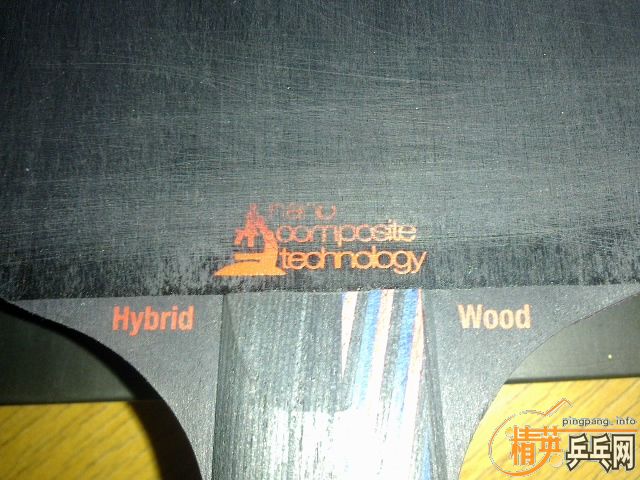 nano
composite
technology
Hybrid
Wood
pingpang.info
精英乒乓网